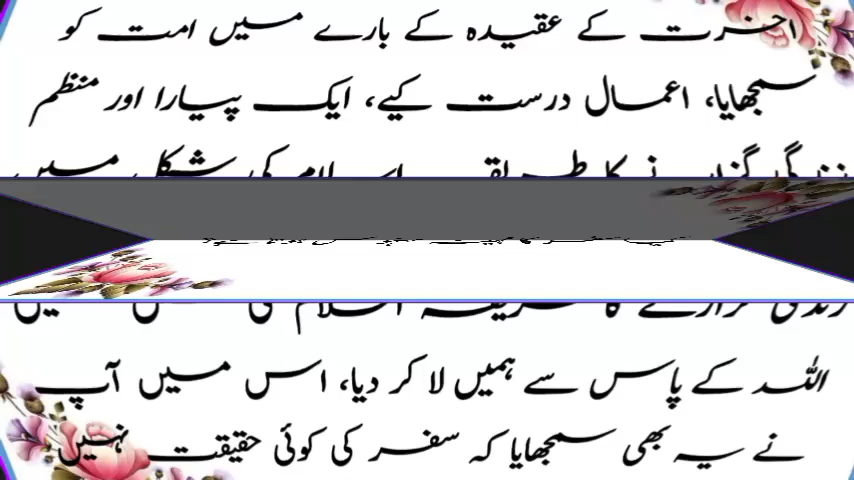 اخرت کے عقیدہ کے بارے میں امت کو
سمجھایا، اعمال درست کیے، ایک پیارا اور منظم
زندگی گزارنے کا طریقہ اسلام کی شکل میں
اللہ کے پاس سے ہمیں لا کر دیا، اس میں آپ
نے یہ بھی سمجھایا کہ سفر کی کوئی حقیقت نہیں